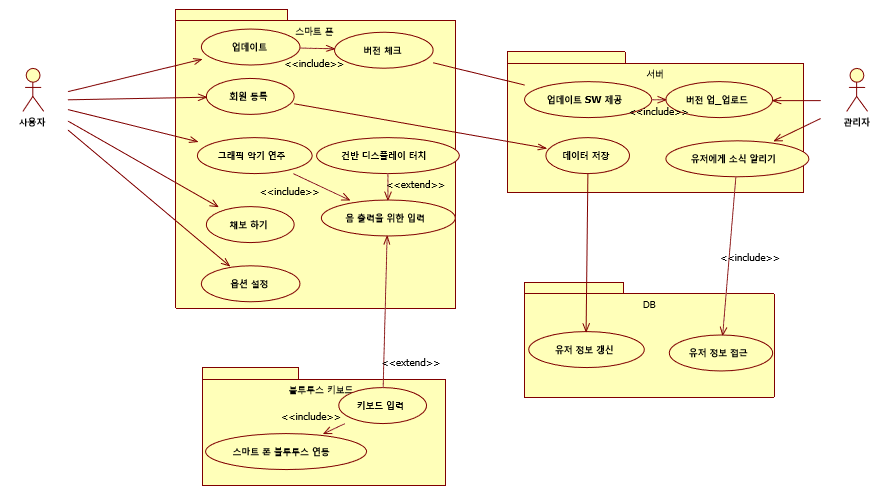 스마트 폰
업데이트
버전 체크
<<include>>
서버
회원 등록
업데이트 SW 제공
버전 업_업로드
<<include>>
사용자
관리자
그래픽 악기 연주
건반 디스플레이 터치
데이터 저장
유저에게 소식 알리기
<<include>>
<<extend>>
채보 하기
음 출력을 위한 입력
<<include>>
옵션 설정
DB
유저 정보 갱신
유저 정보 접근
<<extend>>
블루투스 키보드
키보드 입력
<<include>>
스마트 폰 블루투스 연동